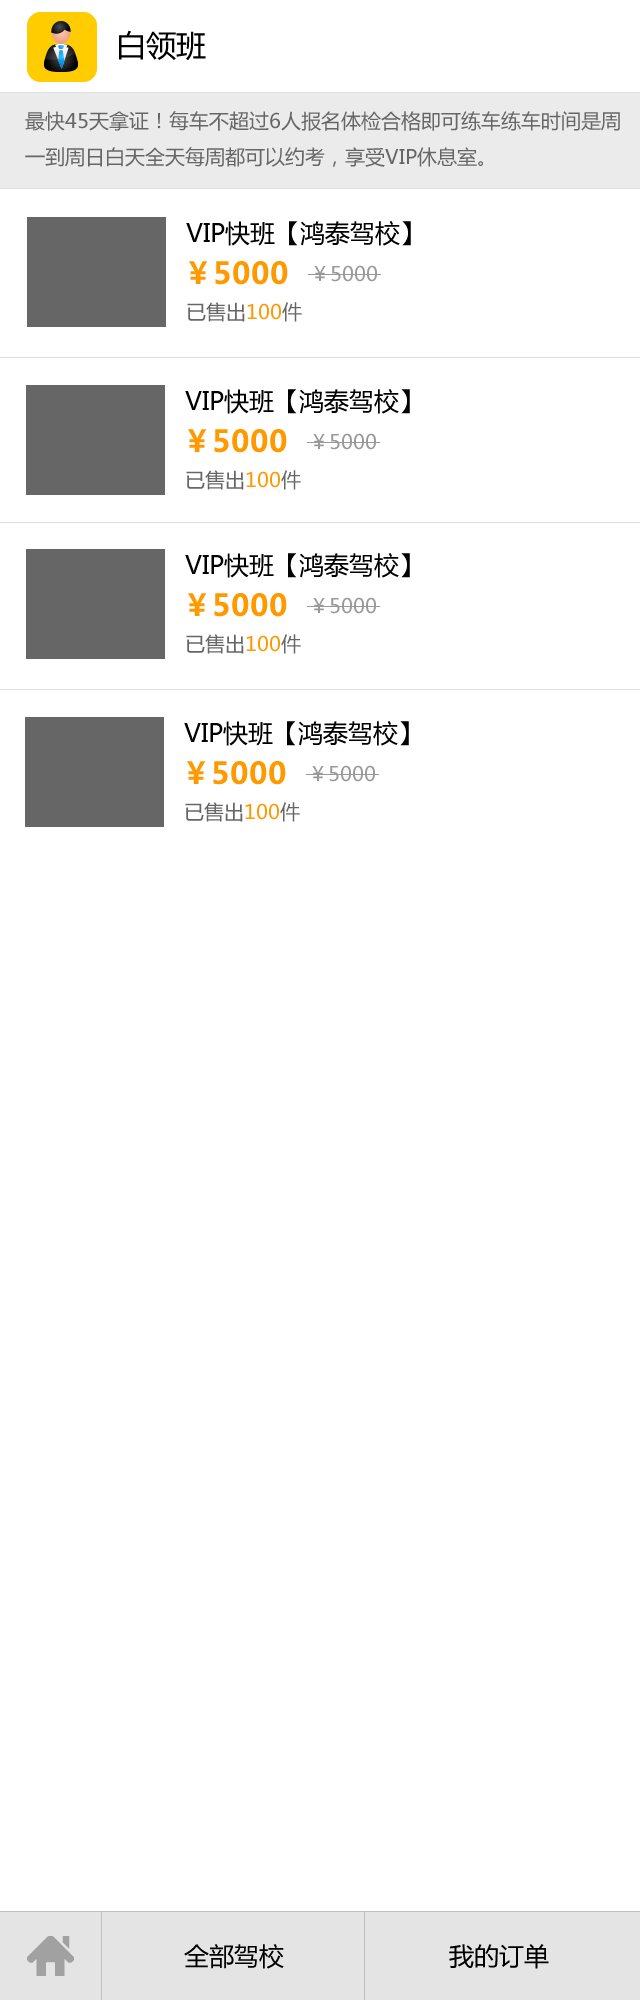 白领班
最快45天拿证！每车不超过6人报名体检合格即可练车练车时间是周
一到周日白天全天每周都可以约考，享受VIP休息室。
VIP快班【鸿泰驾校】
¥5000 ¥5000
已售出100件
VIP快班【鸿泰驾校】
¥5000 ¥5000
已售出100件
VIP快班【鸿泰驾校】
¥5000 ¥5000
已售出100件
VIP快班【鸿泰驾校】
¥5000 ¥5000
已售出100件
全部驾校 我的订单